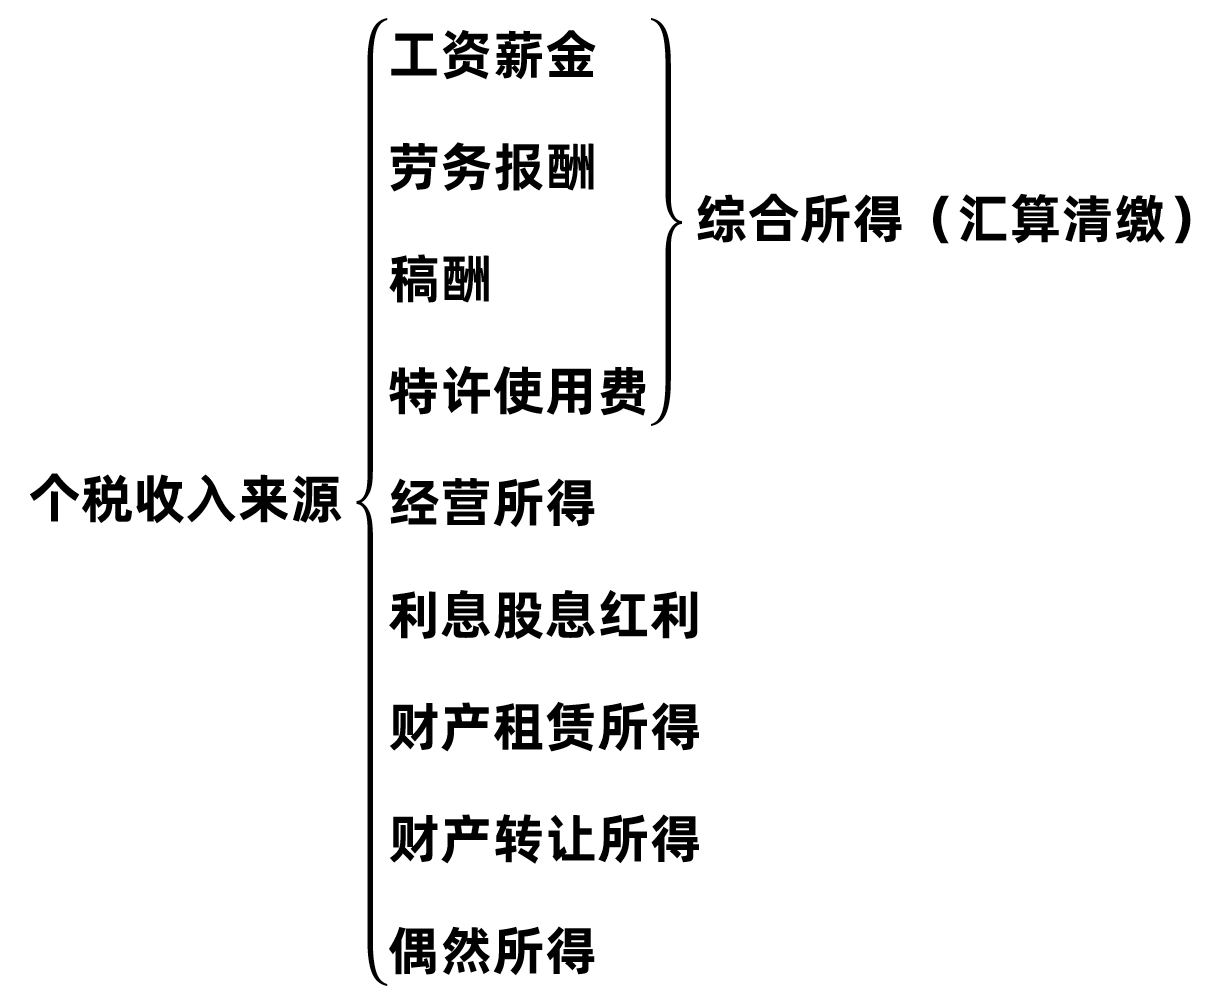 个税收入来源
工资薪金
劳务报酬
稿酬
特许使用费
综合所得（汇算清缴）
经营所得
利息股息红利
财产租赁所得
财产转让所得
偶然所得